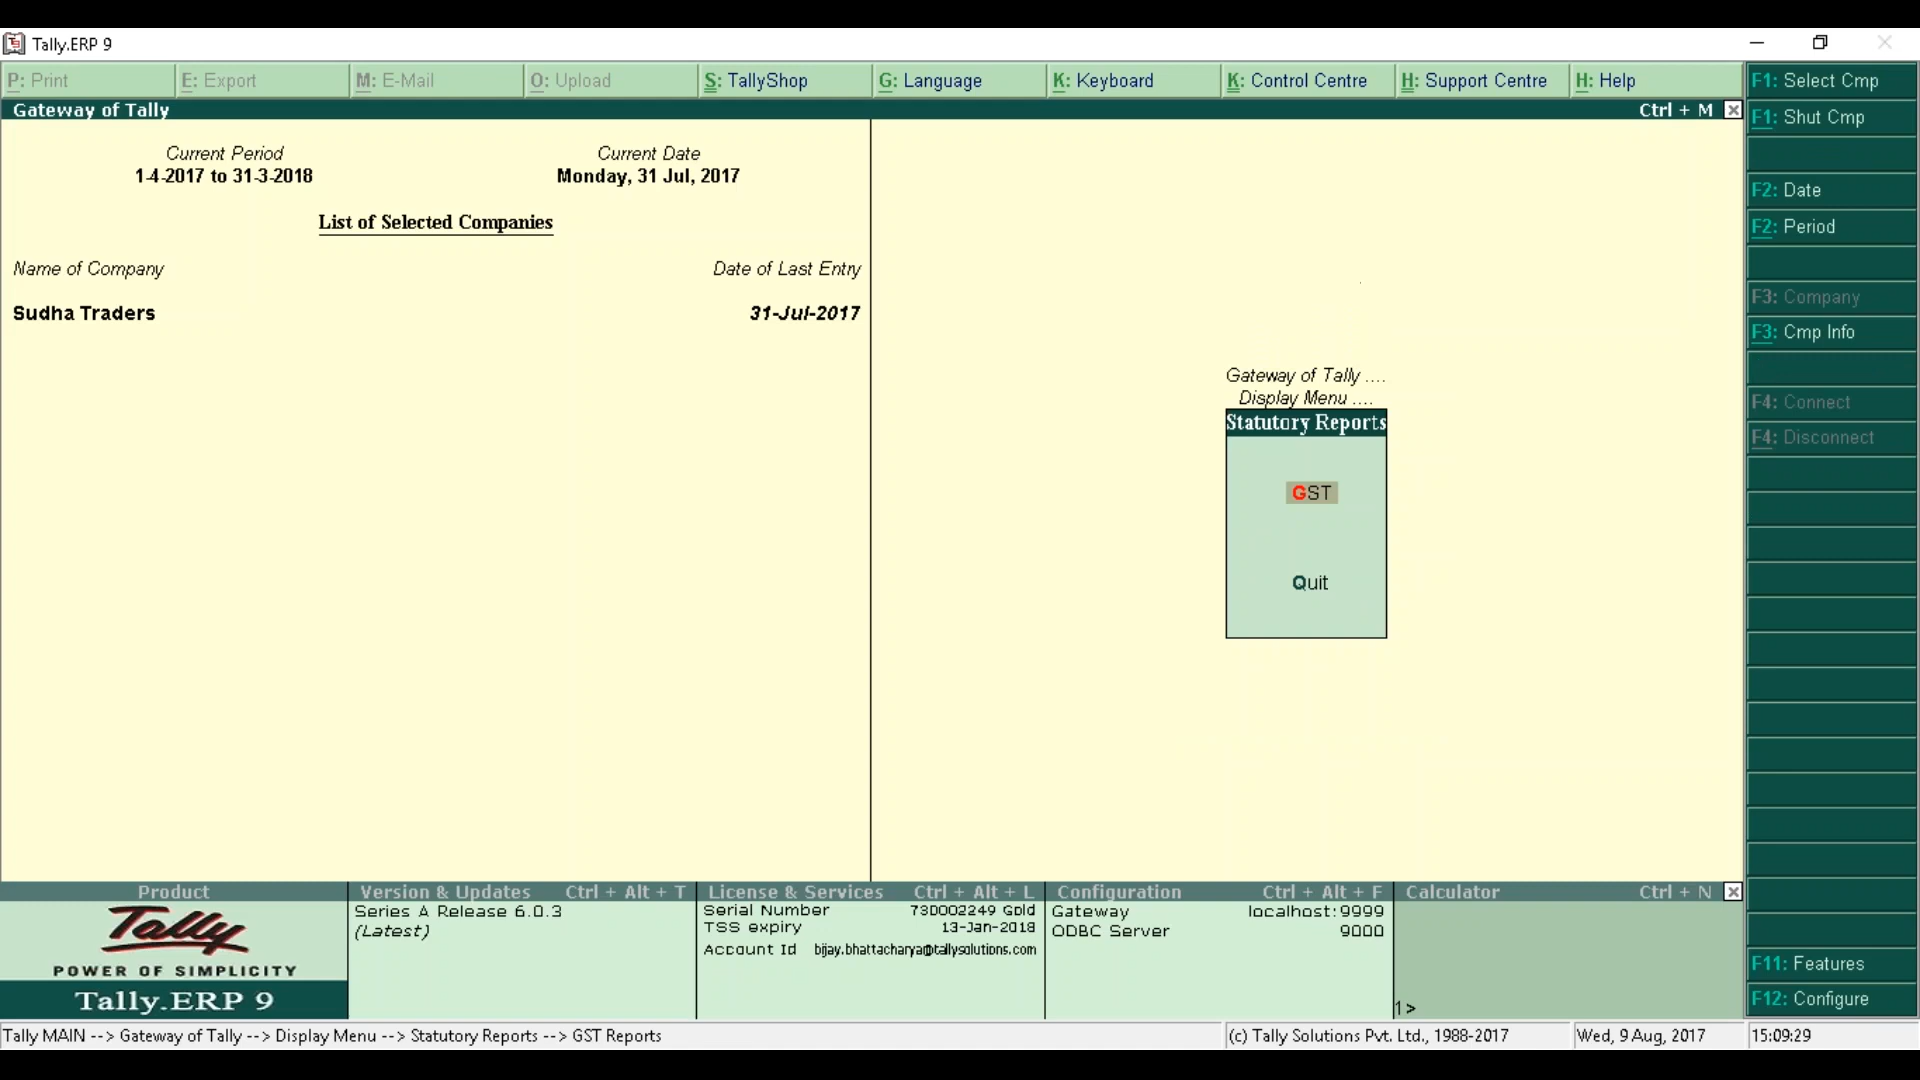 Tally.ERP 9
P: Print
E: Export
M: E-Mail
O: Upload
S: TallyShop
G: Language
K: Keyboard
K: Control Centre
H: Support Centre
H: Help
Gateway of Tally
Ctrl + M
Current Period
1-4-2017 to 31-3-2018
Current Date
Monday, 31 Jul, 2017
List of Selected Companies
Name of Company
Date of Last Entry
Sudha Traders
31-Jul-2017
Gateway of Tally ....
Display Menu ....
Statutory Reports
GST
Quit
F1: Select Cmp
F1: Shut Cmp
F2: Date
F2: Period
F3: Company
F3: Cmp Info
F4: Connect
F4: Disconnect
F11: Features
F12: Configure
Product
Tally
POWER OF SIMPLICITY
Tally.ERP 9
Version & Updates Ctrl + Alt + T
Series A Release 6.0.3
(Latest)
License & Services Ctrl + Alt + L
Serial Number 730002249 Gold
TSS expiry 13-Jan-2018
Account Id bijay.bhattacharya@tallysolutions.com
Configuration Ctrl + Alt + F
Gateway localhost:9999
ODBC Server 9000
Calculator Ctrl + N
1 >
Tally MAIN --> Gateway of Tally --> Display Menu --> Statutory Reports --> GST Reports
(c) Tally Solutions Pvt. Ltd., 1988-2017
Wed, 9 Aug, 2017
15:09:29